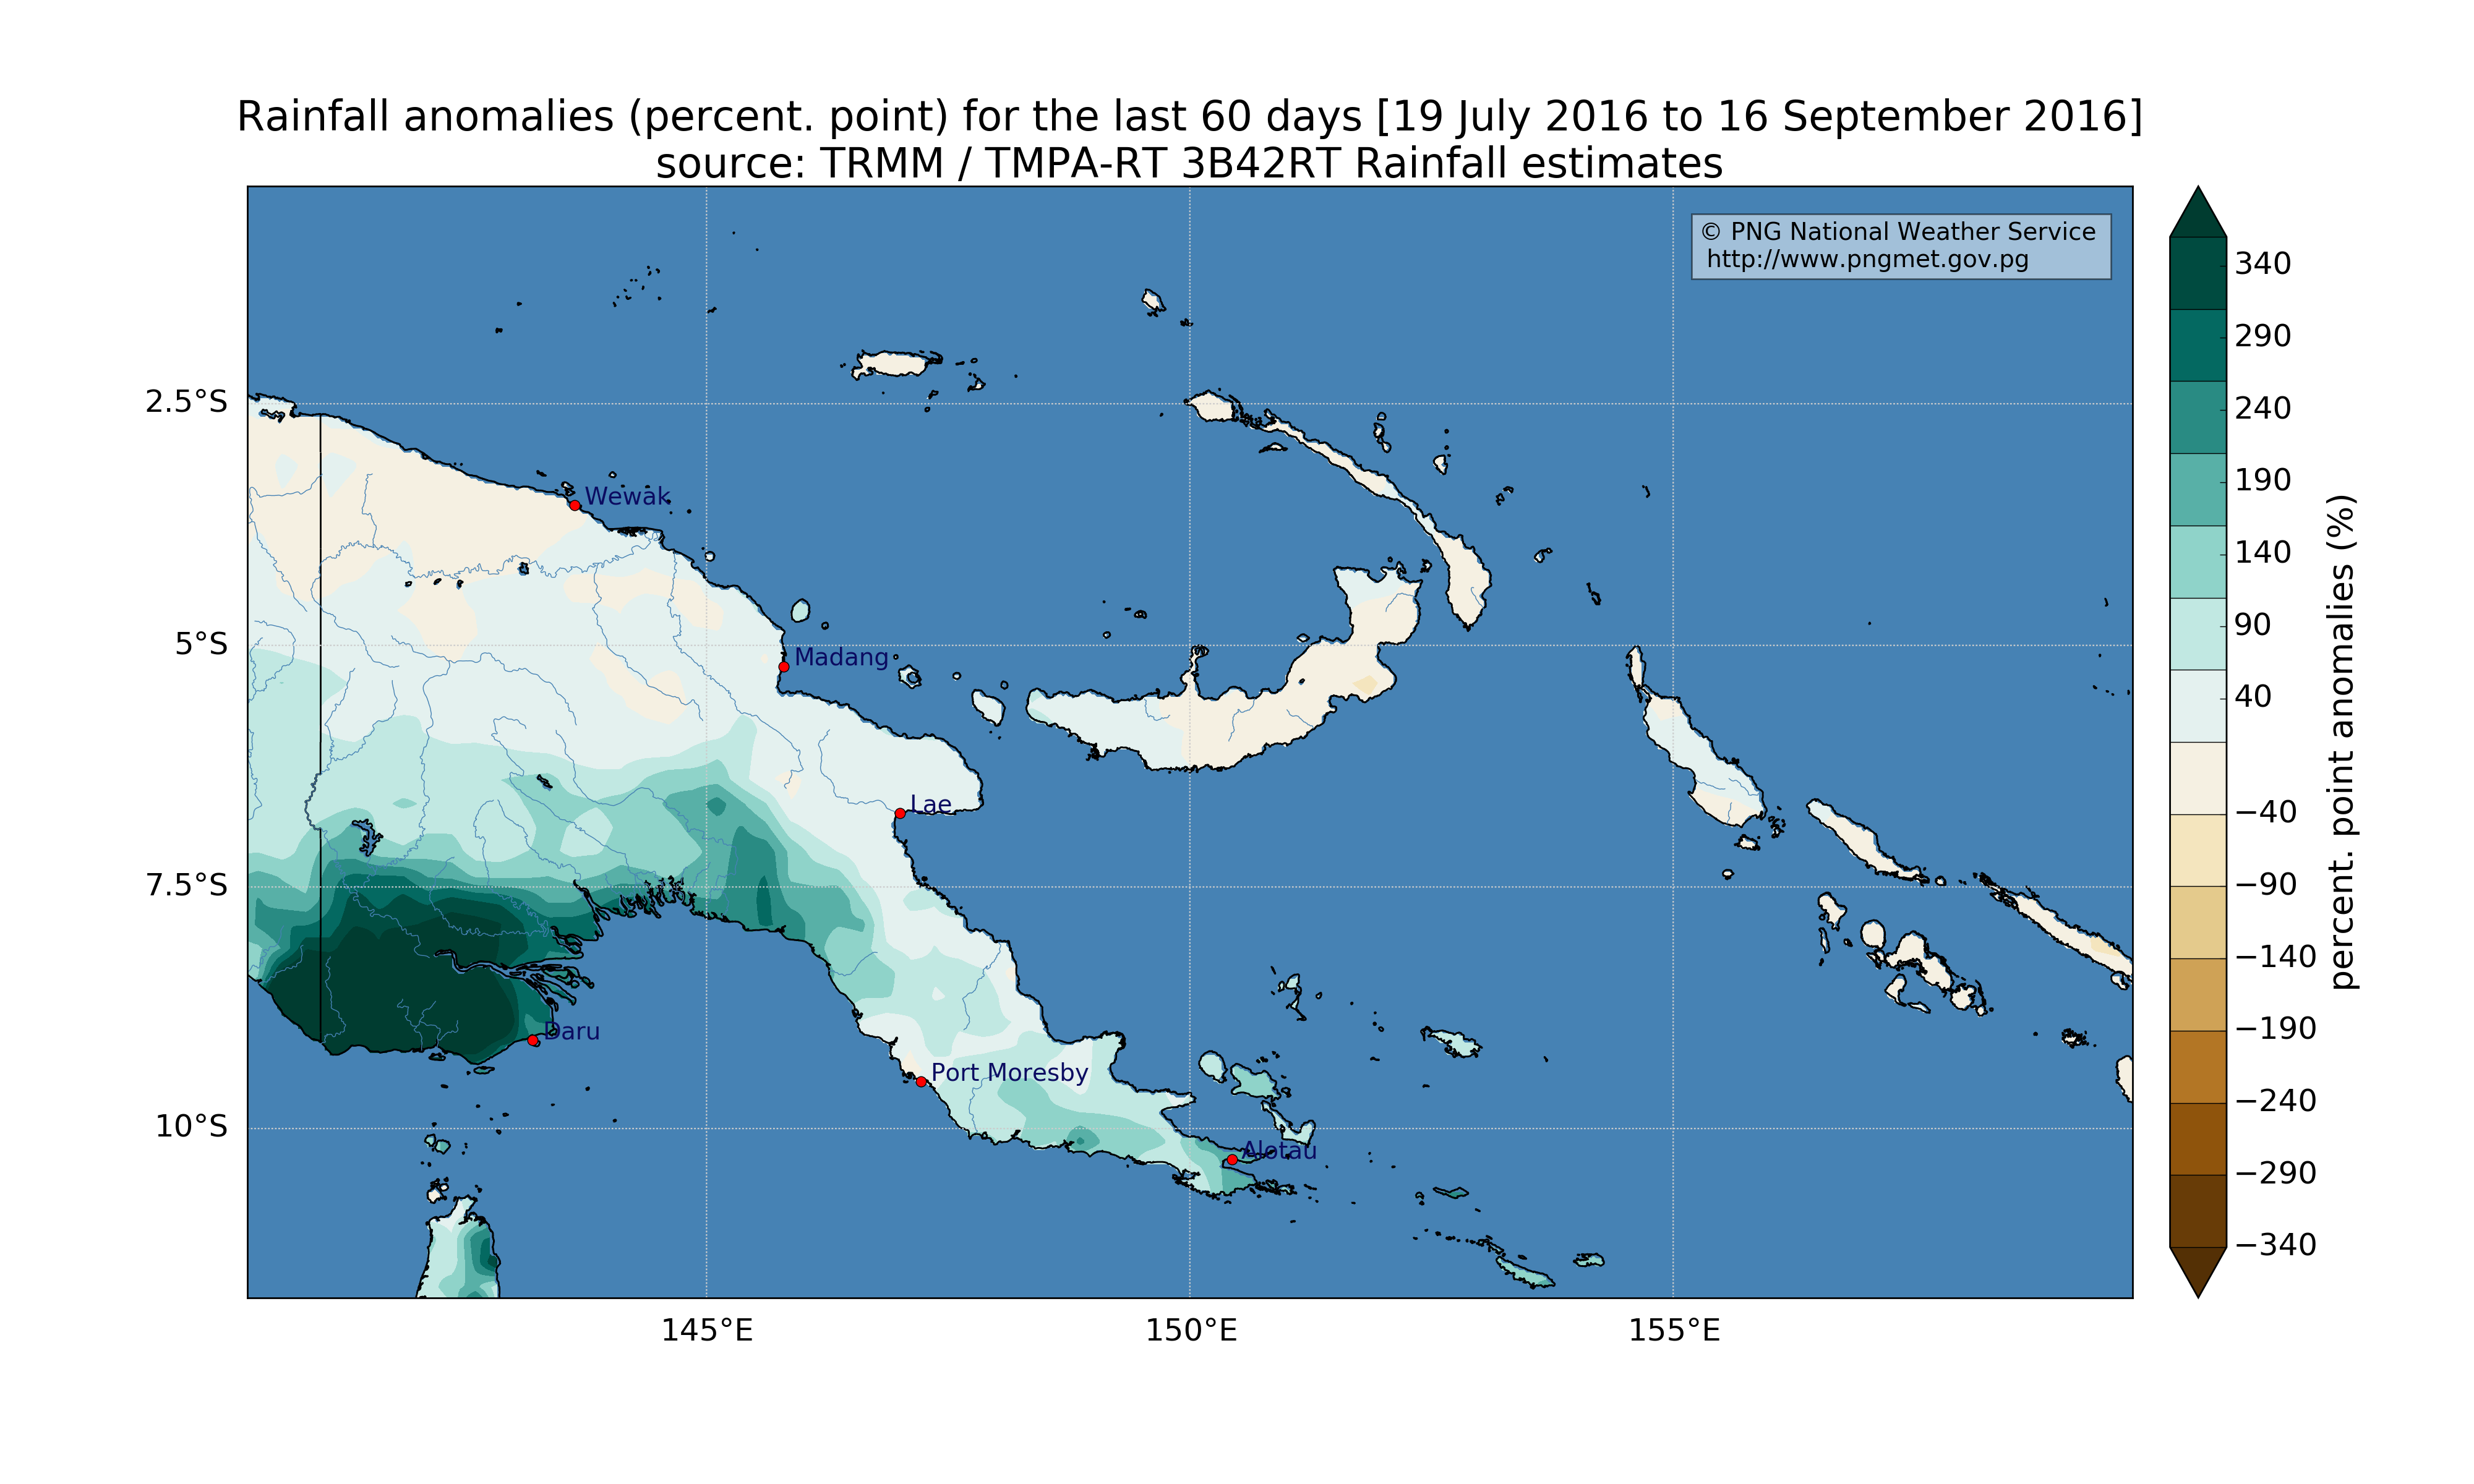 Rainfall anomalies (percent. point) for the last 60 days [19 July 2016 to 16 September 2016]
source: TRMM / TMPA-RT 3B42RT Rainfall estimates
© PNG National Weather Service
http://www.pngmet.gov.pg
2.5°S
5°S
7.5°S
10°S
Wewak
Madang
Lae
Daru
Port Moresby
Alotau
145°E
150°E
155°E
340
290
240
190
140
90
40
−40
−90
−140
−190
−240
−290
−340
percent. point anomalies (%)